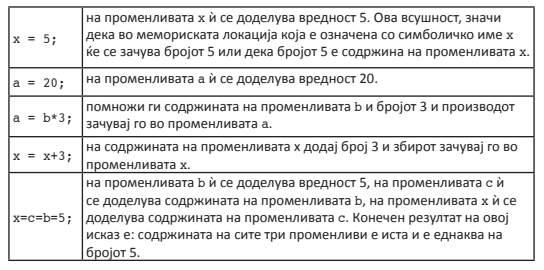 x = 5;
на променливата x ѝ се доделува вредност 5. Ова всушност, значи
дека во мемориската локација која е означена со симболичко име x
ќе се зачува бројот 5 или дека бројот 5 е содржина на променливата x.
a = 20;
на променливата a ѝ се доделува вредност 20.
a = b*3;
помножи ги содржината на променливата b и бројот 3 и производот
зачувај го во променливата a.
x = x+3;
на содржината на променливата x додај број 3 и збирот зачувај го во
променливата x.
x=c=b=5;
на променливата b ѝ се доделува вредност 5, на променливата c ѝ
се доделува содржината на променливата b, на променливата x ѝ се
доделува содржината на променливата c. Конечен резултат на овој
исказ е: содржината на сите три променливи е иста и е еднаква на
бројот 5.